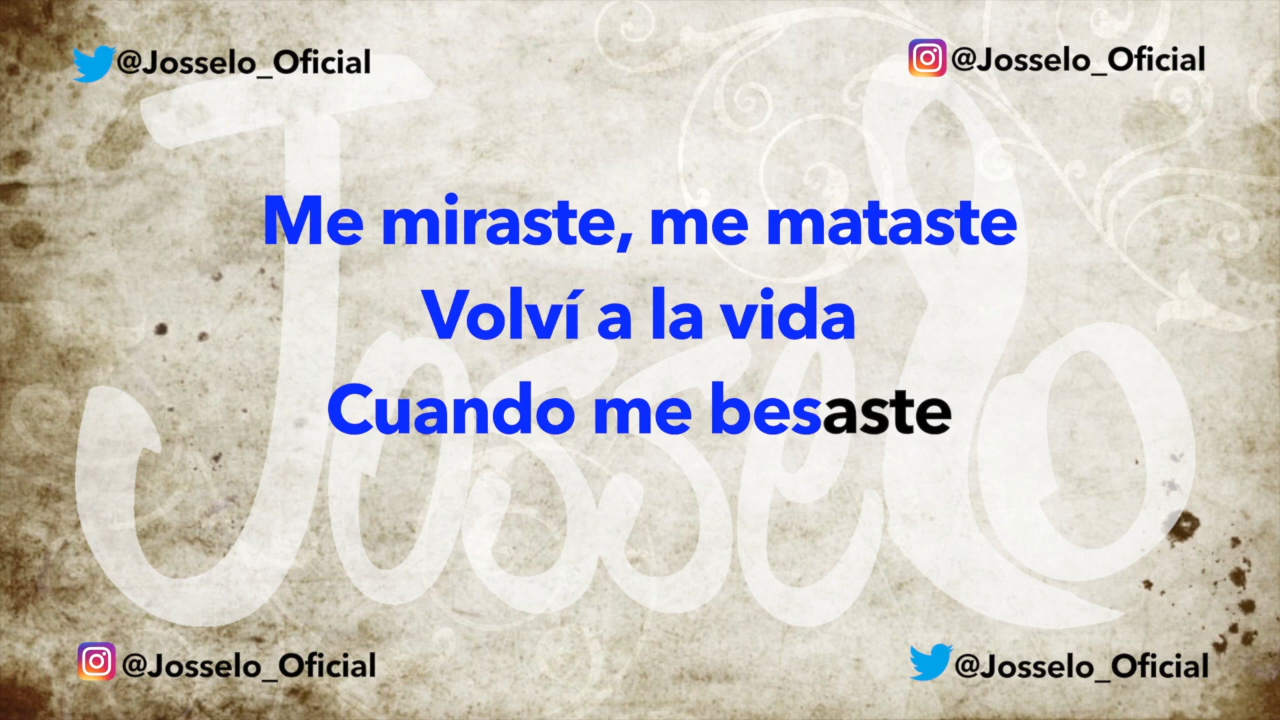 @Josselo_Oficial
@Josselo_Oficial
Josselo
Me miraste, me mataste
Volví a la vida
Cuando me besaste
@Josselo_Oficial
@Josselo_Oficial